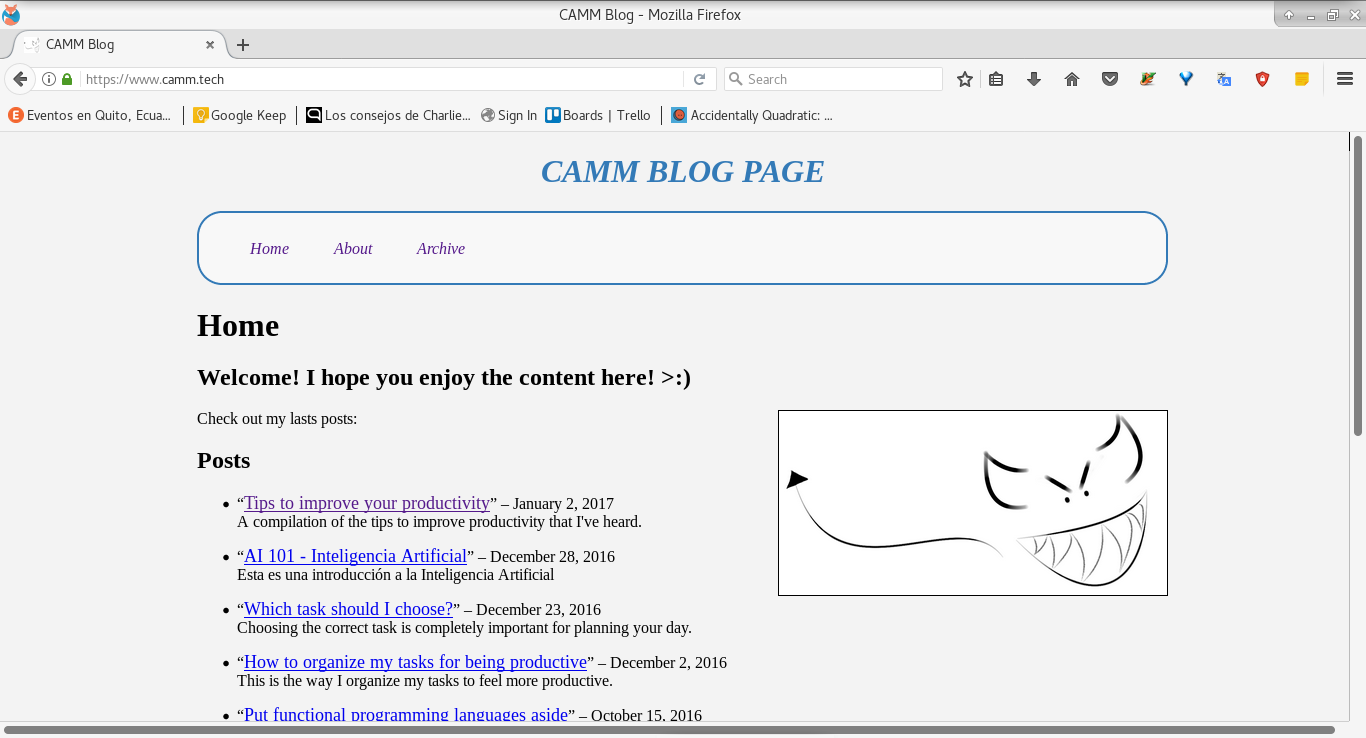 CAMM Blog - Mozilla Firefox
CAMM Blog
https://www.camm.tech
Search
Eventos en Quito, Ecua... Google Keep Los consejos de Charlie... Sign In Boards | Trello Accidentally Quadratic: ...
CAMM BLOG PAGE
Home About Archive
Home
Welcome! I hope you enjoy the content here! >:)
Check out my lasts posts:
Posts
“Tips to improve your productivity” – January 2, 2017
A compilation of the tips to improve productivity that I've heard.
“AI 101 - Inteligencia Artificial” – December 28, 2016
Esta es una introducción a la Inteligencia Artificial
“Which task should I choose?” – December 23, 2016
Choosing the correct task is completely important for planning your day.
“How to organize my tasks for being productive” – December 2, 2016
This is the way I organize my tasks to feel more productive.
“Put functional programming languages aside” – October 15, 2016